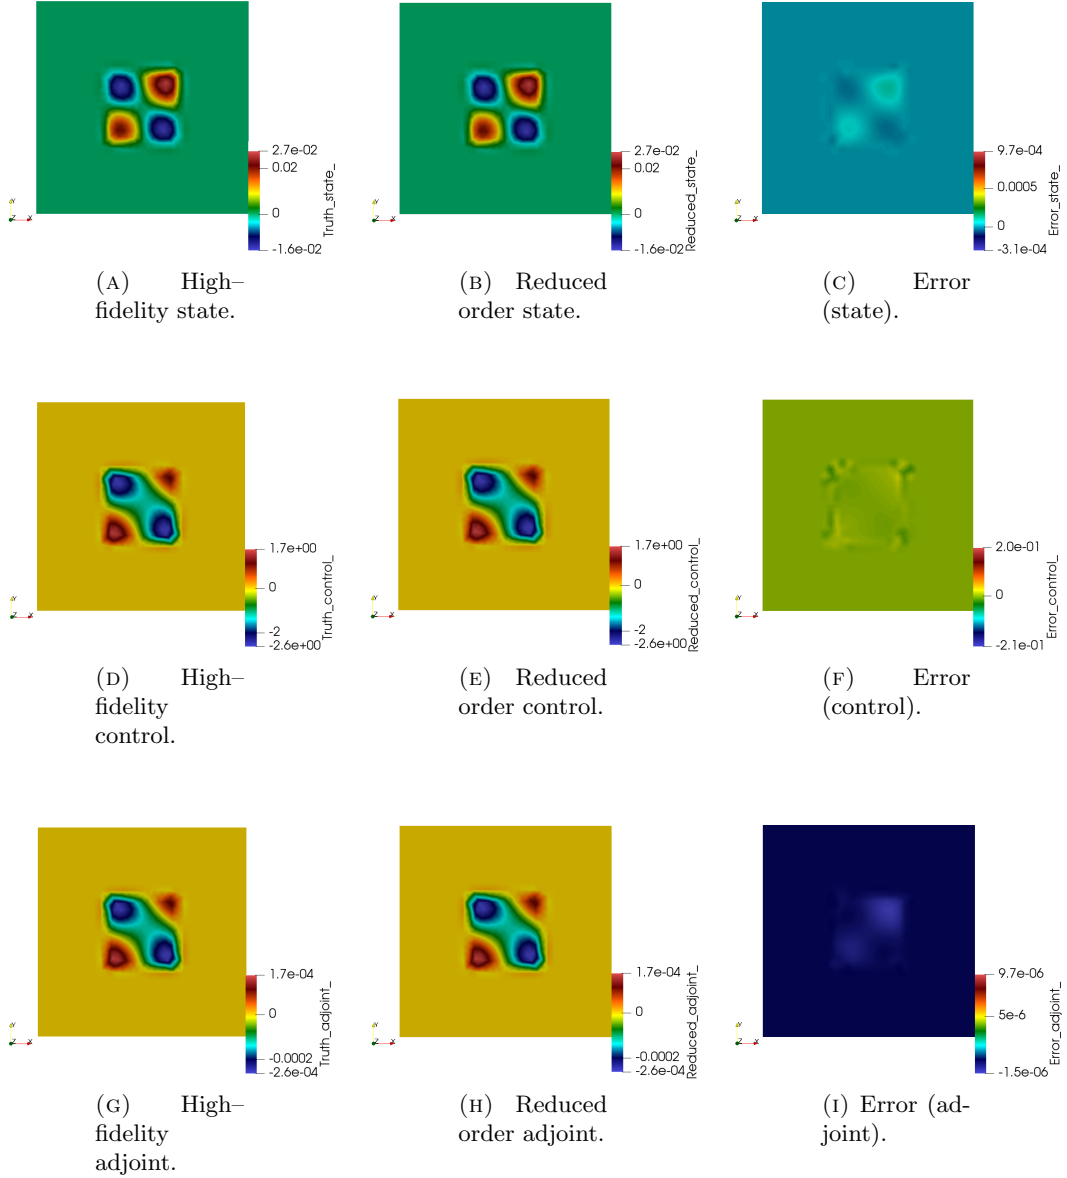 2.7e-02
0.02
0
-1.6e-02
Truth_state_
Y
Z X
2.7e-02
0.02
0
-1.6e-02
Reduced_state_
Y
Z X
9.7e-04
0.0005
0
-3.1e-04
Error_state_
Y
Z X
(A) High–
fidelity state.
(B) Reduced
order state.
(C) Error
(state).
1.7e+00
0
-2
-2.6e+00
Truth_control_
Y
Z X
1.7e+00
0
-2
-2.6e+00
Reduced_control_
Y
Z X
2.0e-01
0
-2.1e-01
Error_control_
Y
Z X
(D) High–
fidelity
control.
(E) Reduced
order control.
(F) Error
(control).
1.7e-04
0
-0.0002
-2.6e-04
Truth_adjoint_
Y
Z X
1.7e-04
0
-0.0002
-2.6e-04
Reduced_adjoint_
Y
Z X
9.7e-06
5e-6
-1.5e-06
Error_adjoint_
Y
Z X
(G) High–
fidelity
adjoint.
(H) Reduced
order adjoint.
(I) Error (ad-
joint).